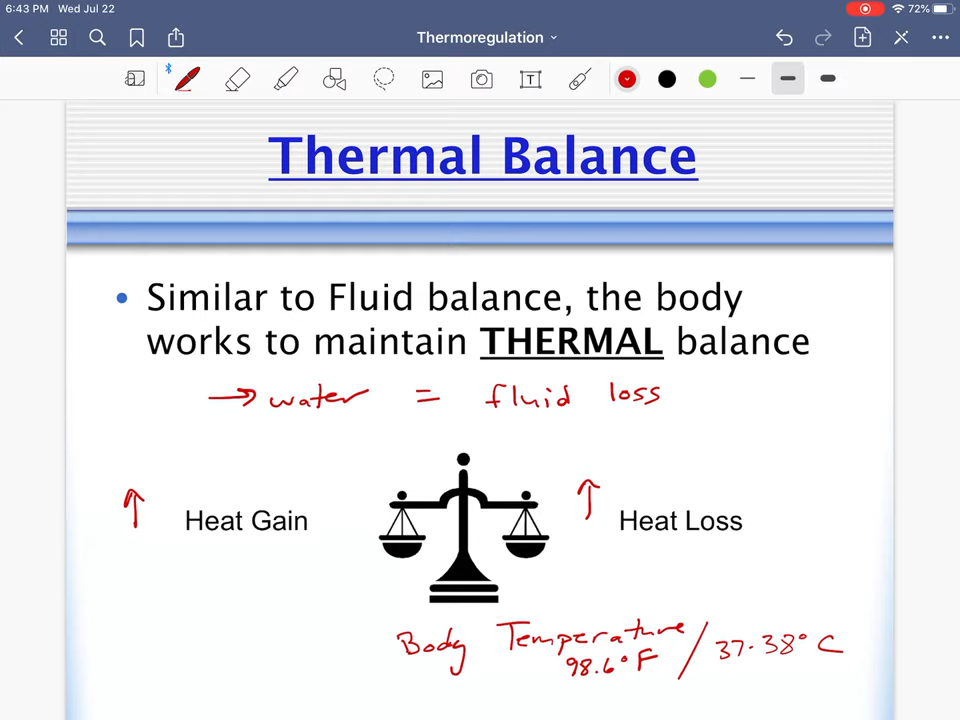 6:43 PM Wed Jul 22 72%
Thermoregulation
T
Thermal Balance
• Similar to Fluid balance, the body
works to maintain THERMAL balance
→ water = fluid loss
↑ Heat Gain ↑ Heat Loss
Body Temperature / 37.38° C
98.6° F